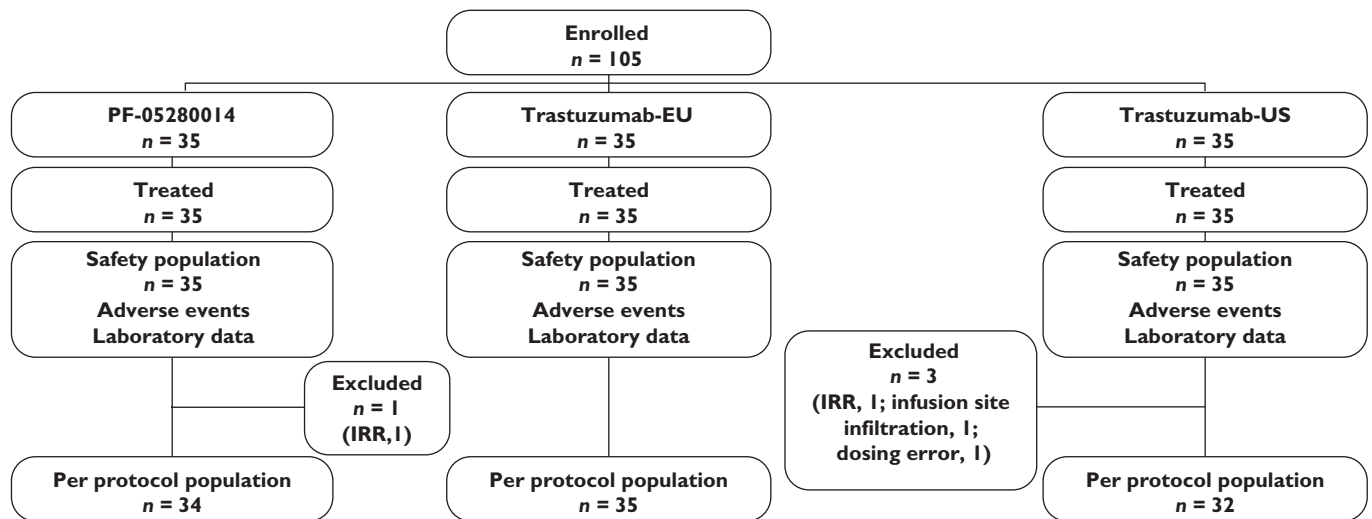 Enrolled
n = 105
PF-05280014
n = 35
Trastuzumab-EU
n = 35
Trastuzumab-US
n = 35
Treated
n = 35
Treated
n = 35
Treated
n = 35
Safety population
n = 35
Adverse events
Laboratory data
Safety population
n = 35
Adverse events
Laboratory data
Safety population
n = 35
Adverse events
Laboratory data
Excluded
n = 1
(IRR,1)
Excluded
n = 3
(IRR, 1; infusion site
infiltration, 1;
dosing error, 1)
Per protocol population
n = 34
Per protocol population
n = 35
Per protocol population
n = 32